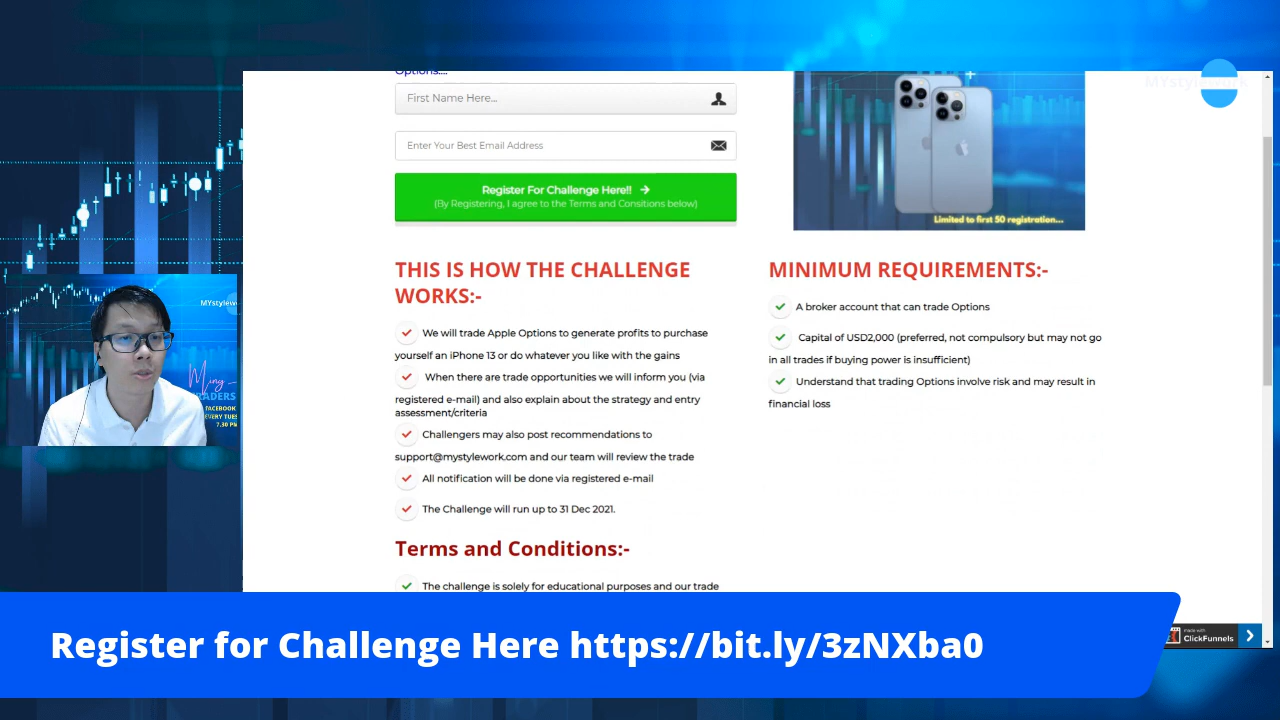 Options....
First Name Here...
Enter Your Best Email Address
Register For Challenge Here!!
(By Registering, I agree to the Terms and Consitions below)
Limited to first 50 registration...
MYstylework
THIS IS HOW THE CHALLENGE
WORKS:-
We will trade Apple Options to generate profits to purchase
yourself an iPhone 13 or do whatever you like with the gains
When there are trade opportunities we will inform you (via
registered e-mail) and also explain about the strategy and entry
assessment/criteria
Challengers may also post recommendations to
support@mystylework.com and our team will review the trade
All notification will be done via registered e-mail
The Challenge will run up to 31 Dec 2021.
Terms and Conditions:-
The challenge is solely for educational purposes and our trade
MINIMUM REQUIREMENTS:-
A broker account that can trade Options
Capital of USD2,000 (preferred, not compulsory but may not go
in all trades if buying power is insufficient)
Understand that trading Options involve risk and may result in
financial loss
MYstylew
Ming
RADERS
FACEBOOK
EVERY TUES
7.30 PM
made with
ClickFunnels
Register for Challenge Here https://bit.ly/3zNXba0